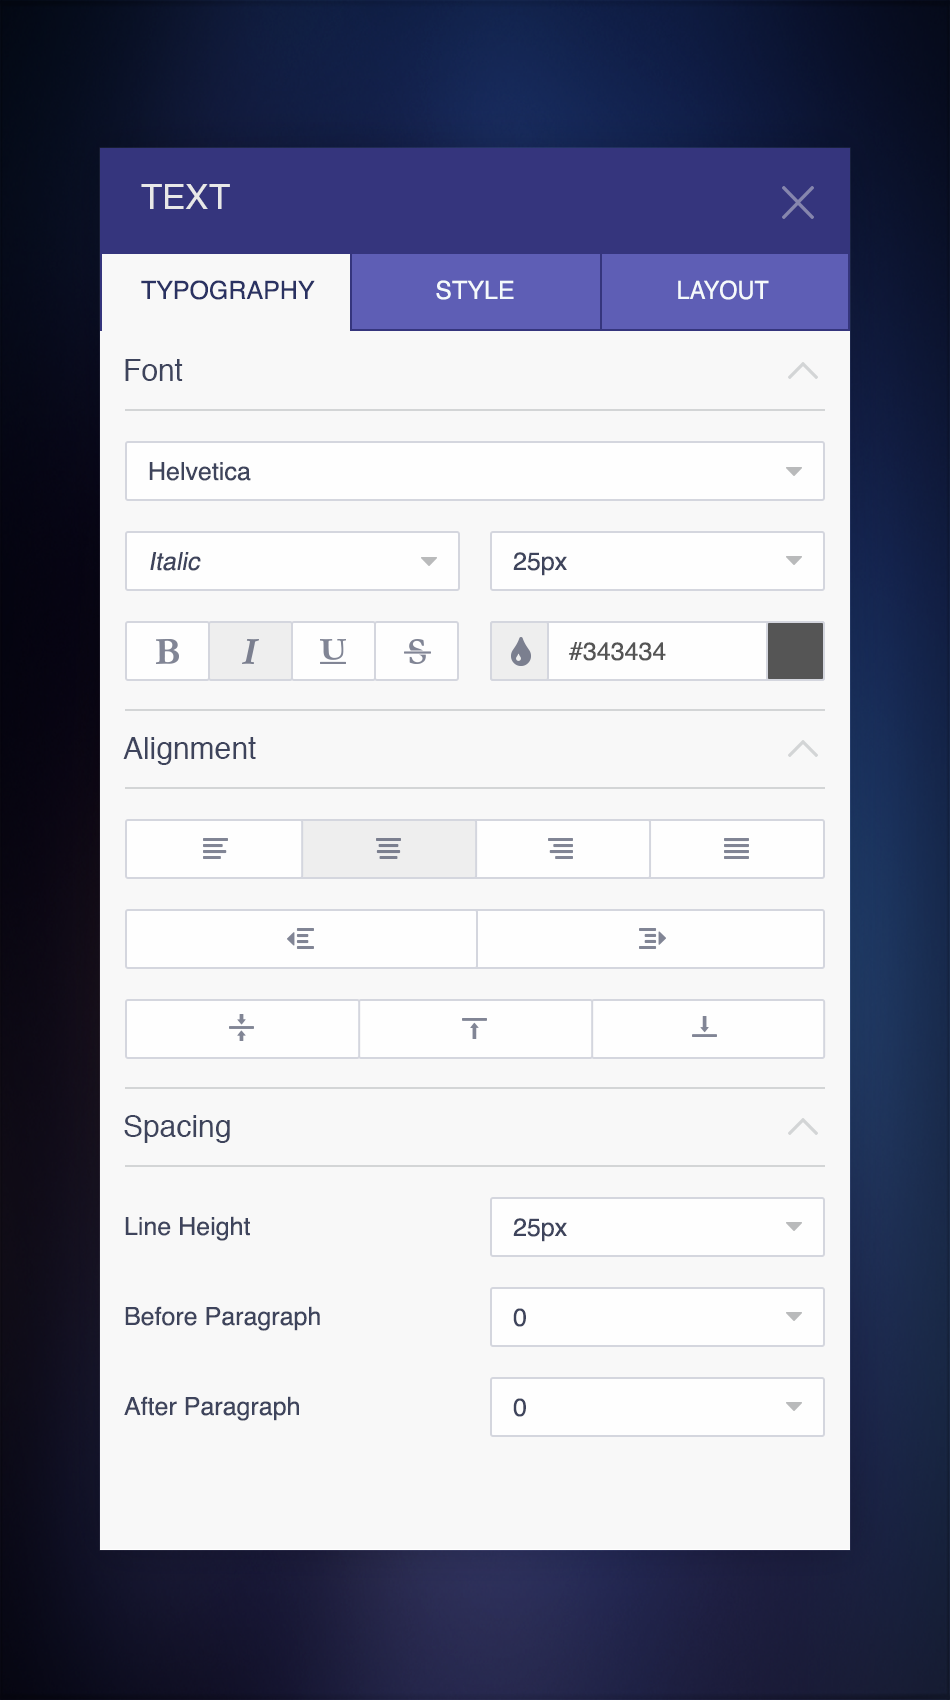 TEXT
TYPOGRAPHY STYLE LAYOUT
Font
Helvetica
Italic 25px
B I U S #343434
Alignment
Spacing
Line Height 25px
Before Paragraph 0
After Paragraph 0